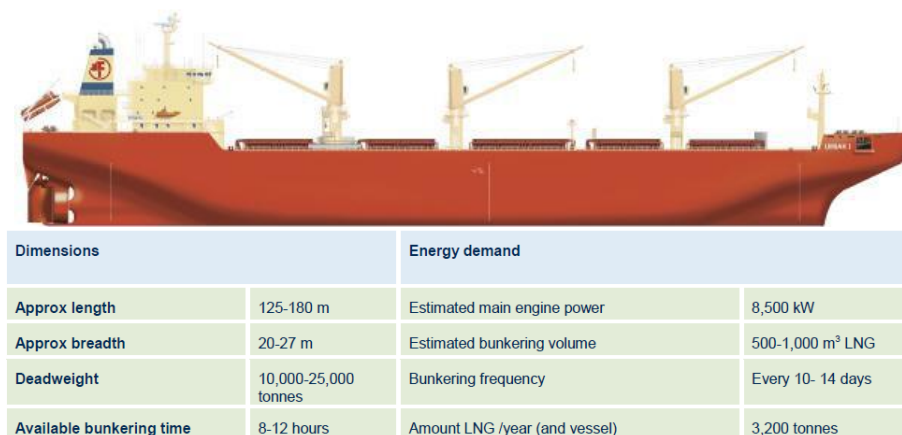 URBAN I
Dimensions
Energy demand
Approx length
125-180 m
Estimated main engine power
8,500 kW
Approx breadth
20-27 m
Estimated bunkering volume
500-1,000 m³ LNG
Deadweight
10,000-25,000
tonnes
Bunkering frequency
Every 10- 14 days
Available bunkering time
8-12 hours
Amount LNG /year (and vessel)
3,200 tonnes